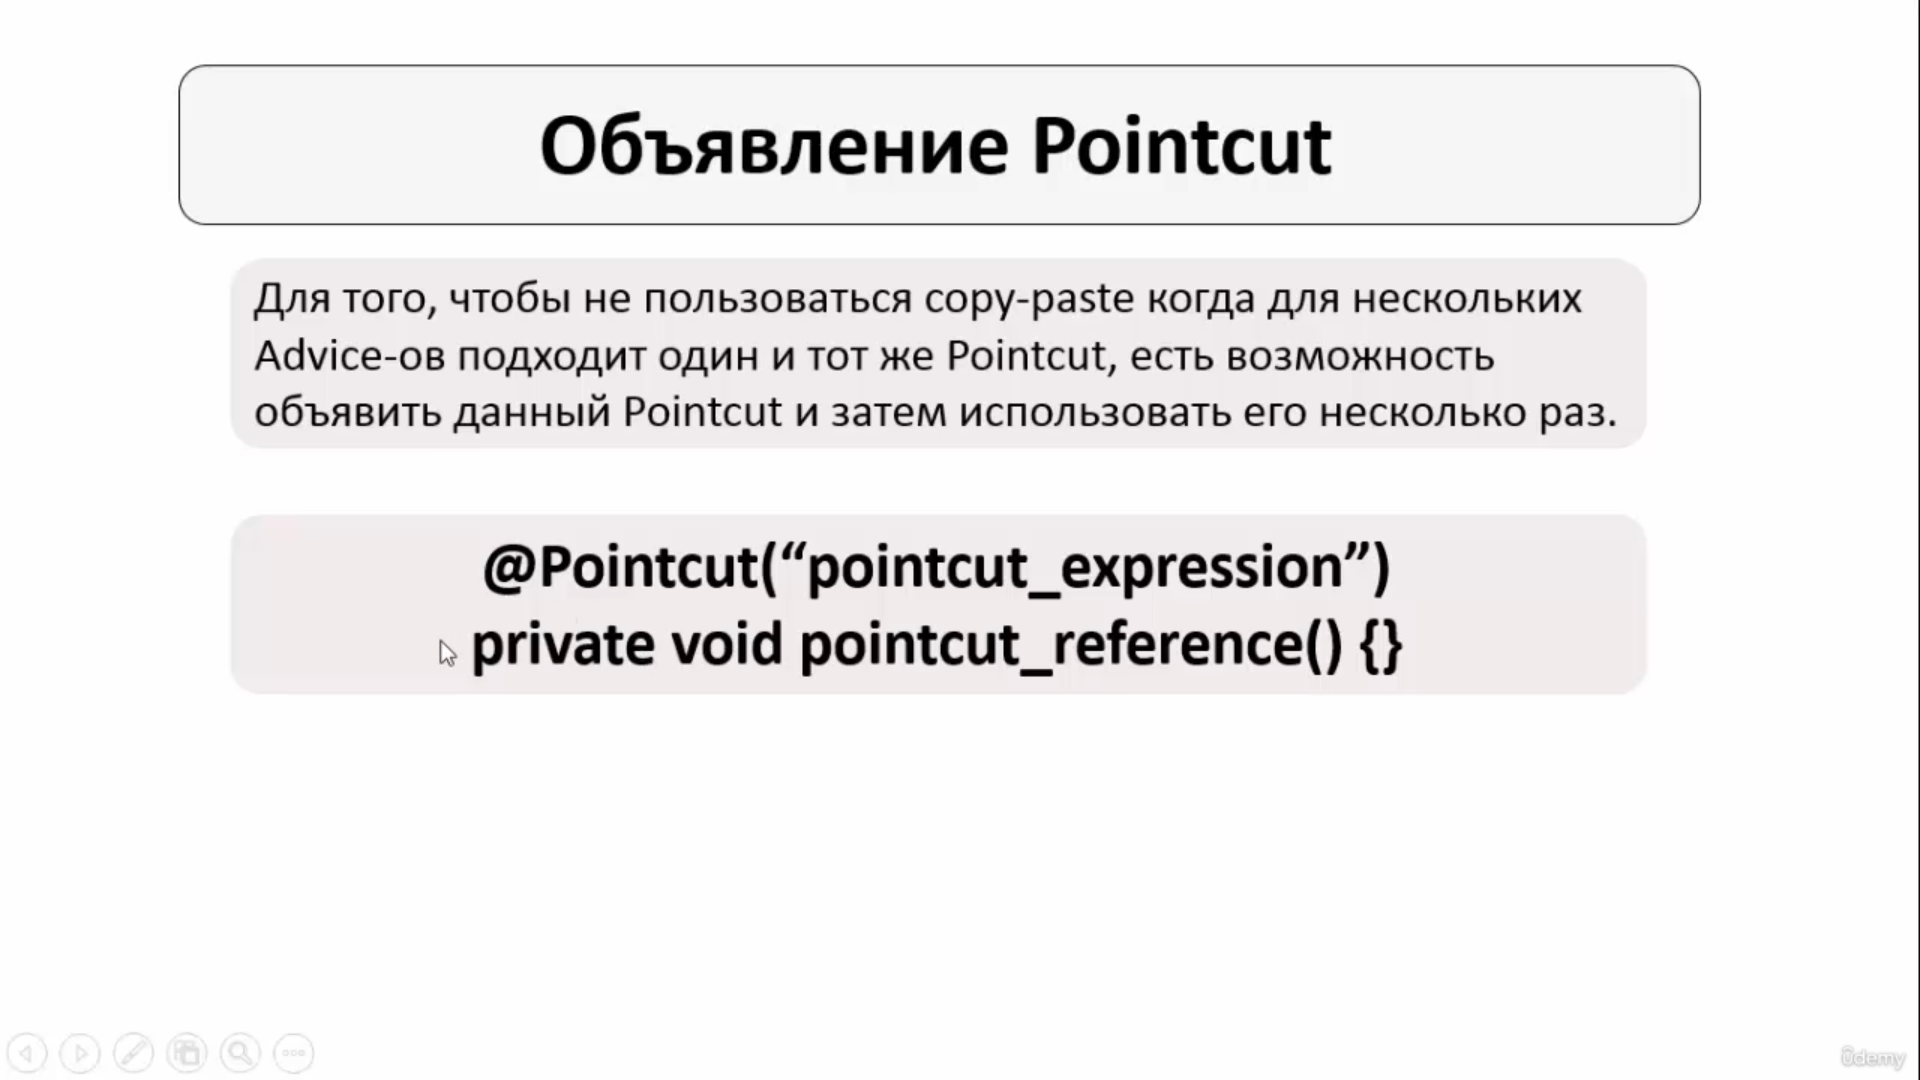 Объявление Pointcut
Для того, чтобы не пользоваться copy-paste когда для нескольких
Advice-ов подходит один и тот же Pointcut, есть возможность
объявить данный Pointcut и затем использовать его несколько раз.
@Pointcut(“pointcut_expression”)
private void pointcut_reference() {}
ûdemy